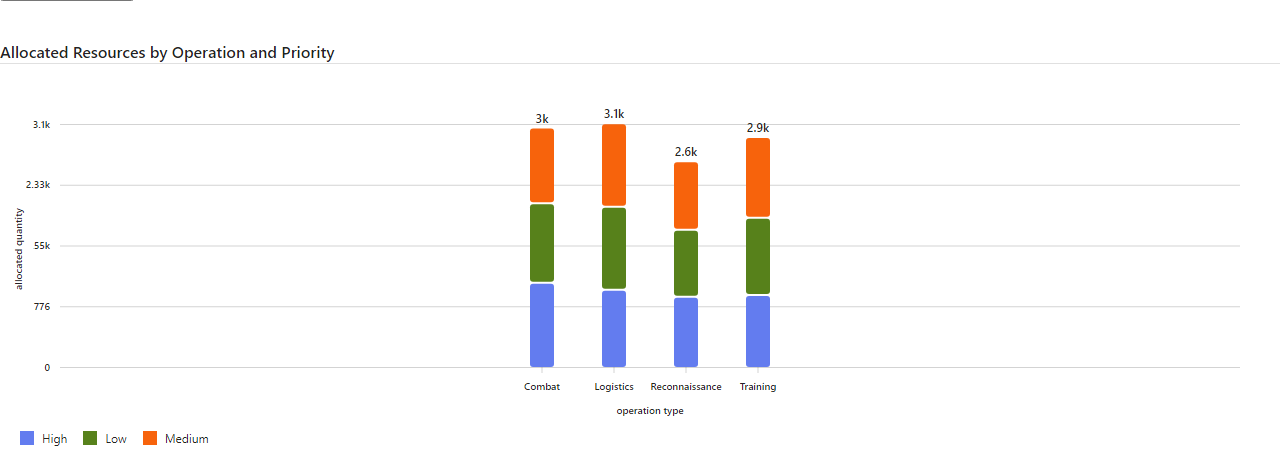 Allocated Resources by Operation and Priority
3k
3.1k
2.6k
2.9k
3.1k
2.33k
55k
776
0
allocated quantity
Combat
Logistics
Reconnaissance
Training
operation type
High
Low
Medium